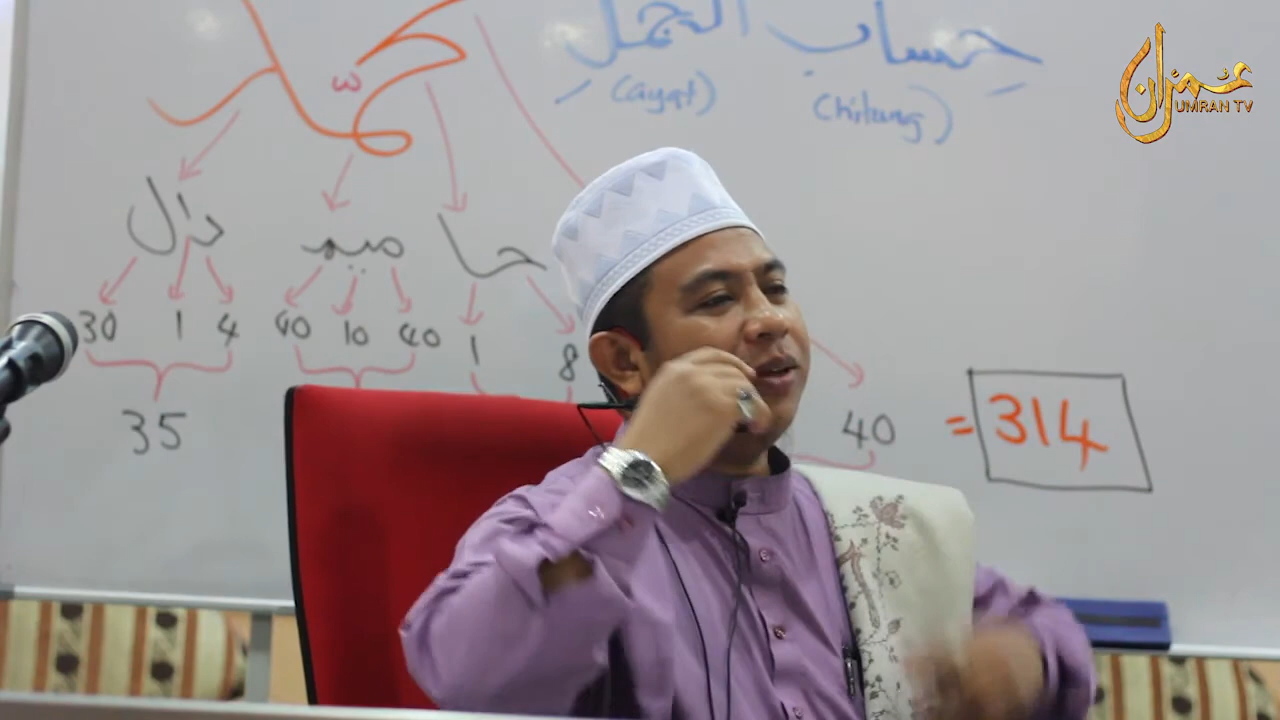 حساب الجمل
(ayat) (hitung)
عمران
UMRAN TV
محمد
دال ميم حا
30 1 4 40 10 40 1 8
35 40 = 314